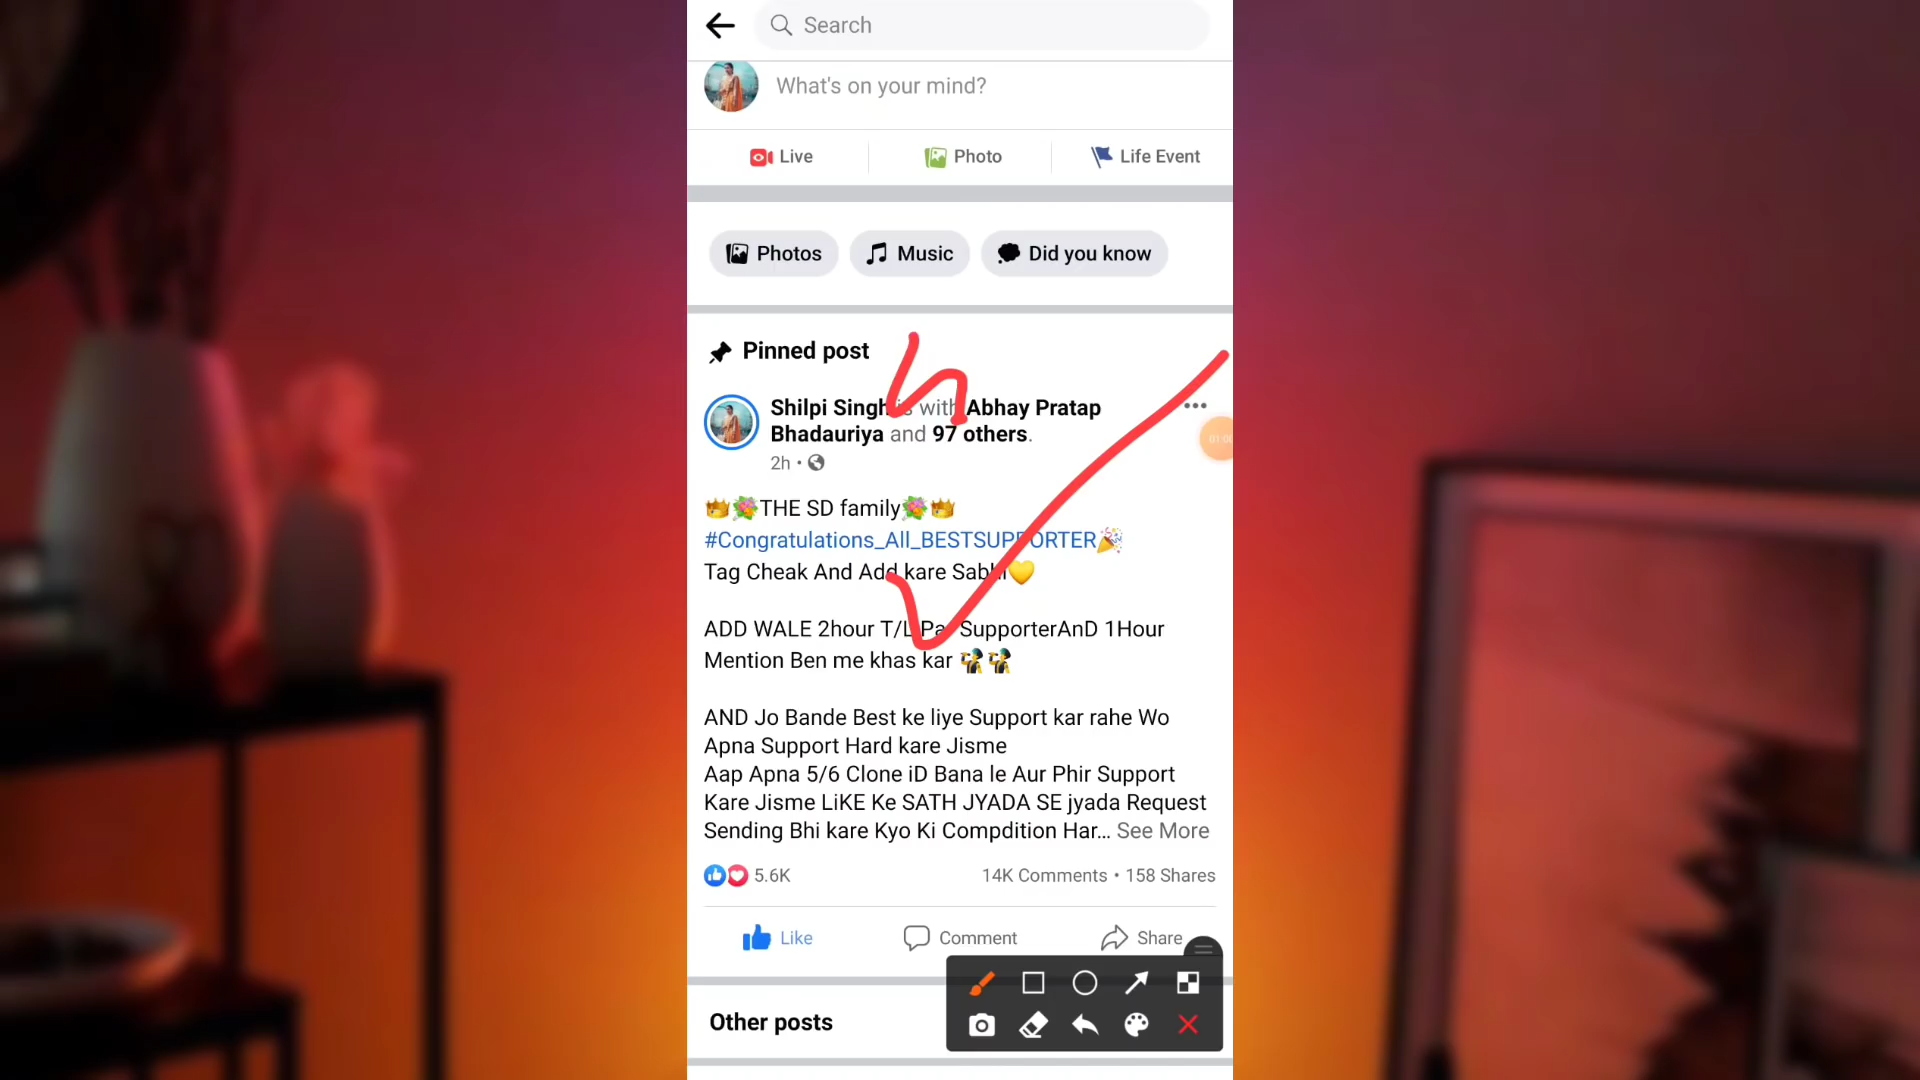 Search
What's on your mind?
Live
Photo
Life Event
Photos
Music
Did you know
Pinned post
Shilpi Singh is with Abhay Pratap
Bhadauriya and 97 others.
2h
THE SD family
#Congratulations_All_BESTSUPPORTER
Tag Cheak And Add kare Sabhi
ADD WALE 2hour T/L Par SupporterAnD 1Hour
Mention Ben me khas kar
AND Jo Bande Best ke liye Support kar rahe Wo
Apna Support Hard kare Jisme
Aap Apna 5/6 Clone iD Bana le Aur Phir Support
Kare Jisme LiKE Ke SATH JYADA SE jyada Request
Sending Bhi kare Kyo Ki Compdition Har... See More
5.6K
14K Comments • 158 Shares
Like
Comment
Share
Other posts